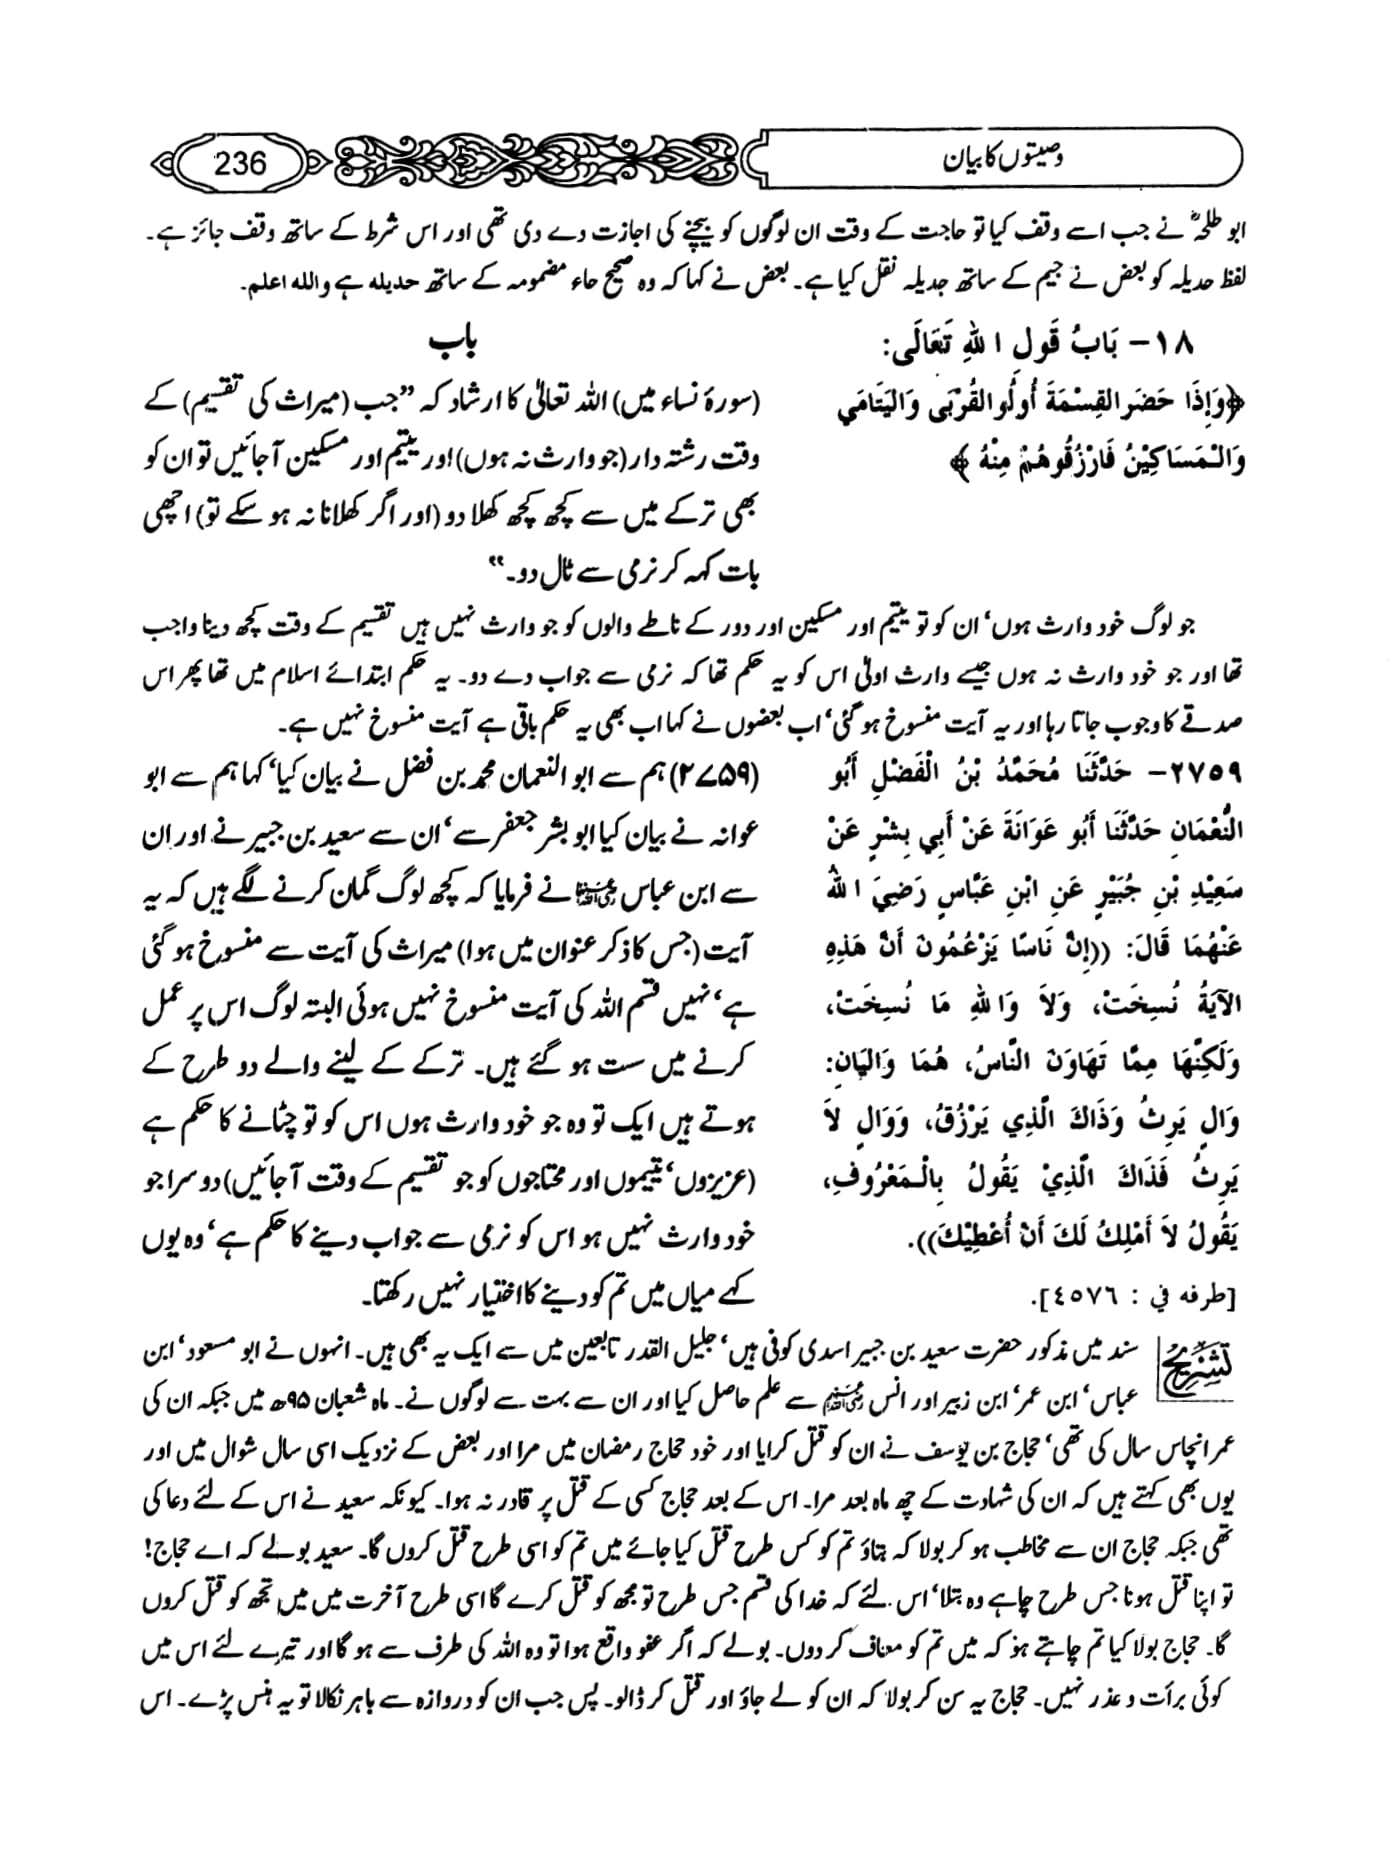 وصیتوں کا بیان
236
ابو طلحہؓ نے جب اسے وقف کیا تو حاجت کے وقت ان لوگوں کو بیچنے کی اجازت دے دی تھی اور اس شرط کے ساتھ وقف جائز ہے۔
لفظ حدیلہ کو بعض نے جیم کے ساتھ جدیلہ نقل کیا ہے۔ بعض نے کہا کہ وہ صحیح حاء مضمومہ کے ساتھ حدیلہ ہے واللہ اعلم۔
١٨- بَابُ قَولِ اللهِ تَعَالَى:
﴿وَإِذَا حَضَرَ القِسْمَةَ أُولُو القُرْبَى وَاليَتَامَي
وَالْمَسَاكِيْنُ فَارْزُقُوهُمْ مِنْهُ﴾
باب
(سورۂ نساء میں) اللہ تعالیٰ کا ارشاد کہ ”جب (میراث کی تقسیم) کے
وقت رشتہ دار (جو وارث نہ ہوں) اور یتیم اور مسکین آجائیں تو ان کو
بھی ترکے میں سے کچھ کچھ کھلا دو (اور اگر کھلانا نہ ہو سکے تو) اچھی
بات کہہ کر نرمی سے ٹال دو۔“
جو لوگ خود وارث ہوں‘ ان کو تو یتیم اور مسکین اور دور کے ناطے والوں کو جو وارث نہیں ہیں تقسیم کے وقت کچھ دینا واجب
تھا اور جو خود وارث نہ ہوں جیسے وارث اولیٰ اس کو یہ حکم تھا کہ نرمی سے جواب دے دو۔ یہ حکم ابتدائے اسلام میں تھا پھر اس
صدقے کا وجوب جاتا رہا اور یہ آیت منسوخ ہو گئی‘ اب بعضوں نے کہا اب بھی یہ حکم باقی ہے آیت منسوخ نہیں ہے۔
٢٧٥٩- حَدَّثَنَا مُحَمَّدُ بْنُ الْفَضْلِ أَبُو
النُّعْمَانِ حَدَّثَنَا أَبُو عَوَانَةَ عَنْ أَبِي بِشْرٍ عَنْ
سَعِيْدِ بْنِ جُبَيْرٍ عَنِ ابْنِ عَبَّاسٍ رَضِيَ اللهُ
عَنْهُمَا قَالَ: ((إِنَّ نَاسًا يَزْعُمُونَ أَنَّ هَذِهِ
الآيَةُ نُسِخَتْ، وَلاَ وَاللهِ مَا نُسِخَتْ،
وَلَكِنَّهَا مِمَّا تَهَاوَنَ النَّاسُ، هُمَا وَاليَانِ:
وَالٍ يَرِثُ وَذَاكَ الَّذِي يَرْزُقُ، وَوَالٍ لاَ
يَرِثُ فَذَاكَ الَّذِيْ يَقُولُ بِالْمَعْرُوفِ،
يَقُولُ لاَ أَمْلِكُ لَكَ أَنْ أُعْطِيْكَ)).
[طرفه في : ٤٥٧٦].
(۲۷۵۹) ہم سے ابو النعمان محمد بن فضل نے بیان کیا‘ کہا ہم سے ابو
عوانہ نے بیان کیا ابو بشر جعفر سے‘ ان سے سعید بن جبیر نے اور ان
سے ابن عباس رضی اللہ عنہما نے فرمایا کہ کچھ لوگ گمان کرنے لگے ہیں کہ یہ
آیت (جس کا ذکر عنوان میں ہوا) میراث کی آیت سے منسوخ ہو گئی
ہے‘ نہیں قسم اللہ کی آیت منسوخ نہیں ہوئی البتہ لوگ اس پر عمل
کرنے میں سست ہو گئے ہیں۔ ترکے کے لینے والے دو طرح کے
ہوتے ہیں ایک تو وہ جو خود وارث ہوں اس کو تو چٹانے کا حکم ہے
(عزیزوں‘ یتیموں اور محتاجوں کو جو تقسیم کے وقت آجائیں) دوسرا جو
خود وارث نہیں ہو اس کو نرمی سے جواب دینے کا حکم ہے‘ وہ یوں
کہے میاں میں تم کو دینے کا اختیار نہیں رکھتا۔
تشریح
سند میں مذکور حضرت سعید بن جبیر اسدی کوفی ہیں‘ جلیل القدر تابعین میں سے ایک یہ بھی ہیں۔ انہوں نے ابو مسعود‘ ابن
عباس‘ ابن عمر‘ ابن زبیر اور انس رضی اللہ عنہم سے علم حاصل کیا اور ان سے بہت سے لوگوں نے۔ ماہ شعبان ۹۵ھ میں جبکہ ان کی
عمر انچاس سال کی تھی‘ حجاج بن یوسف نے ان کو قتل کرایا اور خود حجاج رمضان میں مرا اور بعض کے نزدیک اسی سال شوال میں اور
یوں بھی کہتے ہیں کہ ان کی شہادت کے چھ ماہ بعد مرا۔ اس کے بعد حجاج کسی کے قتل پر قادر نہ ہوا۔ کیونکہ سعید نے اس کے لئے دعا کی
تھی جبکہ حجاج ان سے مخاطب ہو کر بولا کہ بتاؤ تم کو کس طرح قتل کیا جائے میں تم کو اسی طرح قتل کروں گا۔ سعید بولے کہ اے حجاج!
تو اپنا قتل ہونا جس طرح چاہے وہ بتلا‘ اس لئے کہ خدا کی قسم جس طرح تو مجھ کو قتل کرے گا اسی طرح آخرت میں میں تجھ کو قتل کروں
گا۔ حجاج بولا کیا تم چاہتے ہو کہ میں تم کو معاف کر دوں۔ بولے کہ اگر عفو واقع ہوا تو وہ اللہ کی طرف سے ہو گا اور تیرے لئے اس میں
کوئی برأت و عذر نہیں۔ حجاج یہ سن کر بولا کہ ان کو لے جاؤ اور قتل کر ڈالو۔ پس جب ان کو دروازہ سے باہر نکالا تو یہ ہنس پڑے۔ اس